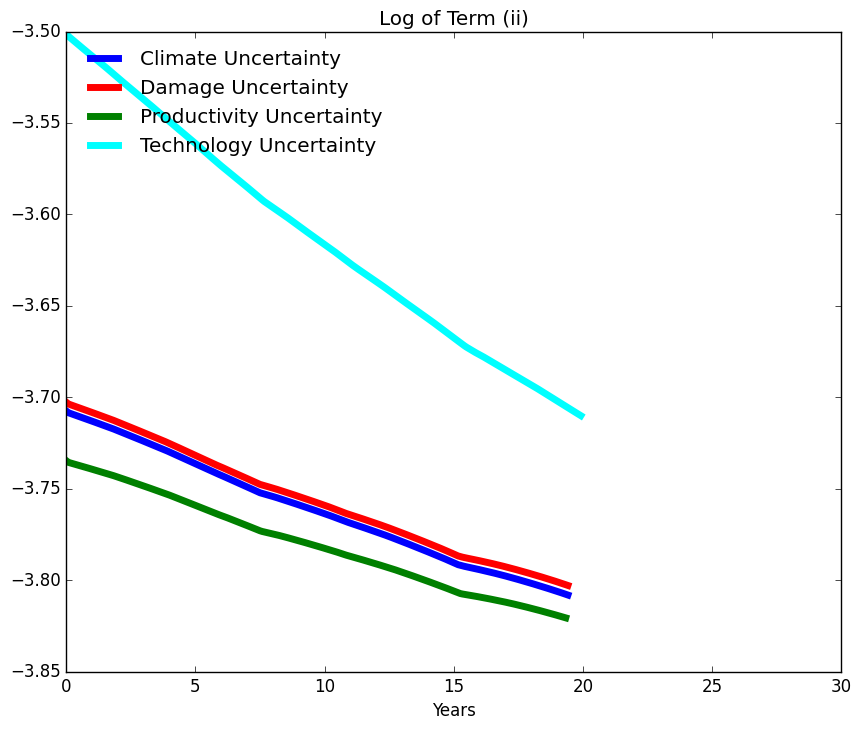 Log of Term (ii)
−3.50
−3.55
−3.60
−3.65
−3.70
−3.75
−3.80
−3.85
Climate Uncertainty
Damage Uncertainty
Productivity Uncertainty
Technology Uncertainty
0 5 10 15 20 25 30
Years